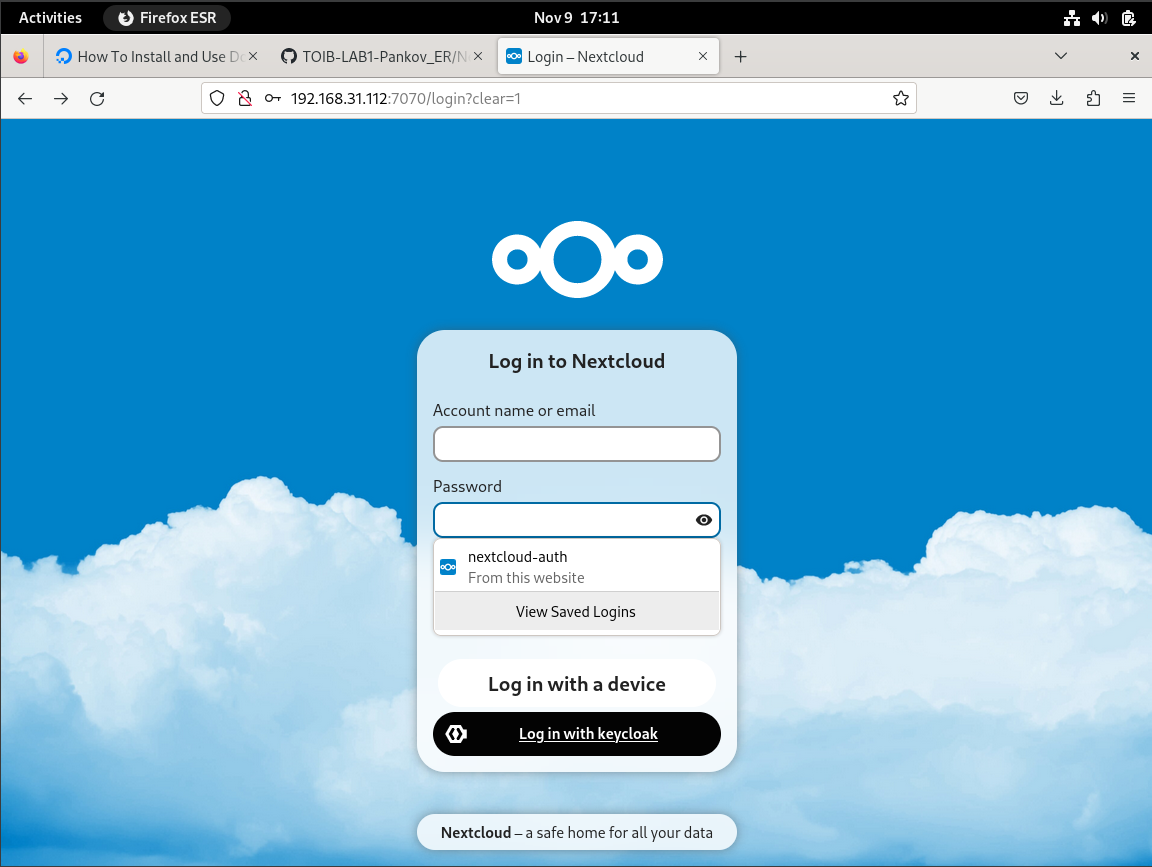 Activities Firefox ESR Nov 9 17:11
How To Install and Use Do TOIB-LAB1-Pankov_ER/N Login – Nextcloud
192.168.31.112:7070/login?clear=1
Log in to Nextcloud
Account name or email
Password
nextcloud-auth
From this website
View Saved Logins
Log in with a device
Log in with keycloak
Nextcloud – a safe home for all your data